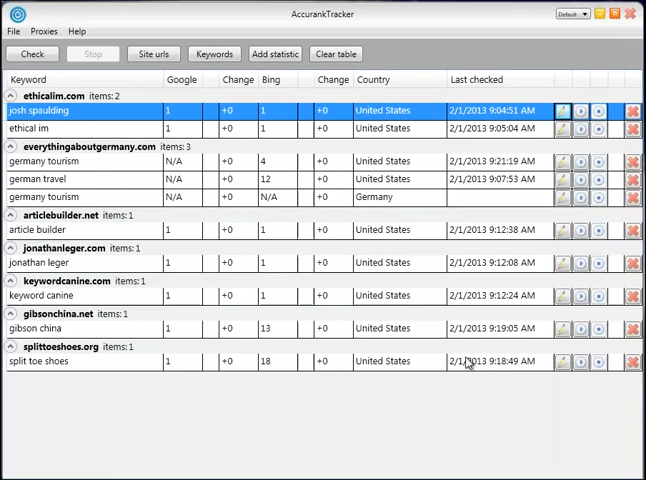 AccurankTracker
Default
File Proxies Help
Check Stop Site urls Keywords Add statistic Clear table
Keyword Google Change Bing Change Country Last checked
ethicalim.com items: 2
josh spaulding 1 +0 1 +0 United States 2/1/2013 9:04:51 AM
ethical im 1 +0 1 +0 United States 2/1/2013 9:05:04 AM
everythingaboutgermany.com items: 3
germany tourism N/A +0 4 +0 United States 2/1/2013 9:21:19 AM
german travel N/A +0 12 +0 United States 2/1/2013 9:07:53 AM
germany tourism N/A +0 N/A +0 Germany
articlebuilder.net items: 1
article builder 1 +0 1 +0 United States 2/1/2013 9:12:38 AM
jonathanleger.com items: 1
jonathan leger 1 +0 1 +0 United States 2/1/2013 9:12:08 AM
keywordcanine.com items: 1
keyword canine 1 +0 1 +0 United States 2/1/2013 9:12:24 AM
gibsonchina.net items: 1
gibson china 1 +0 13 +0 United States 2/1/2013 9:19:05 AM
splittoeshoes.org items: 1
split toe shoes 1 +0 18 +0 United States 2/1/2013 9:18:49 AM